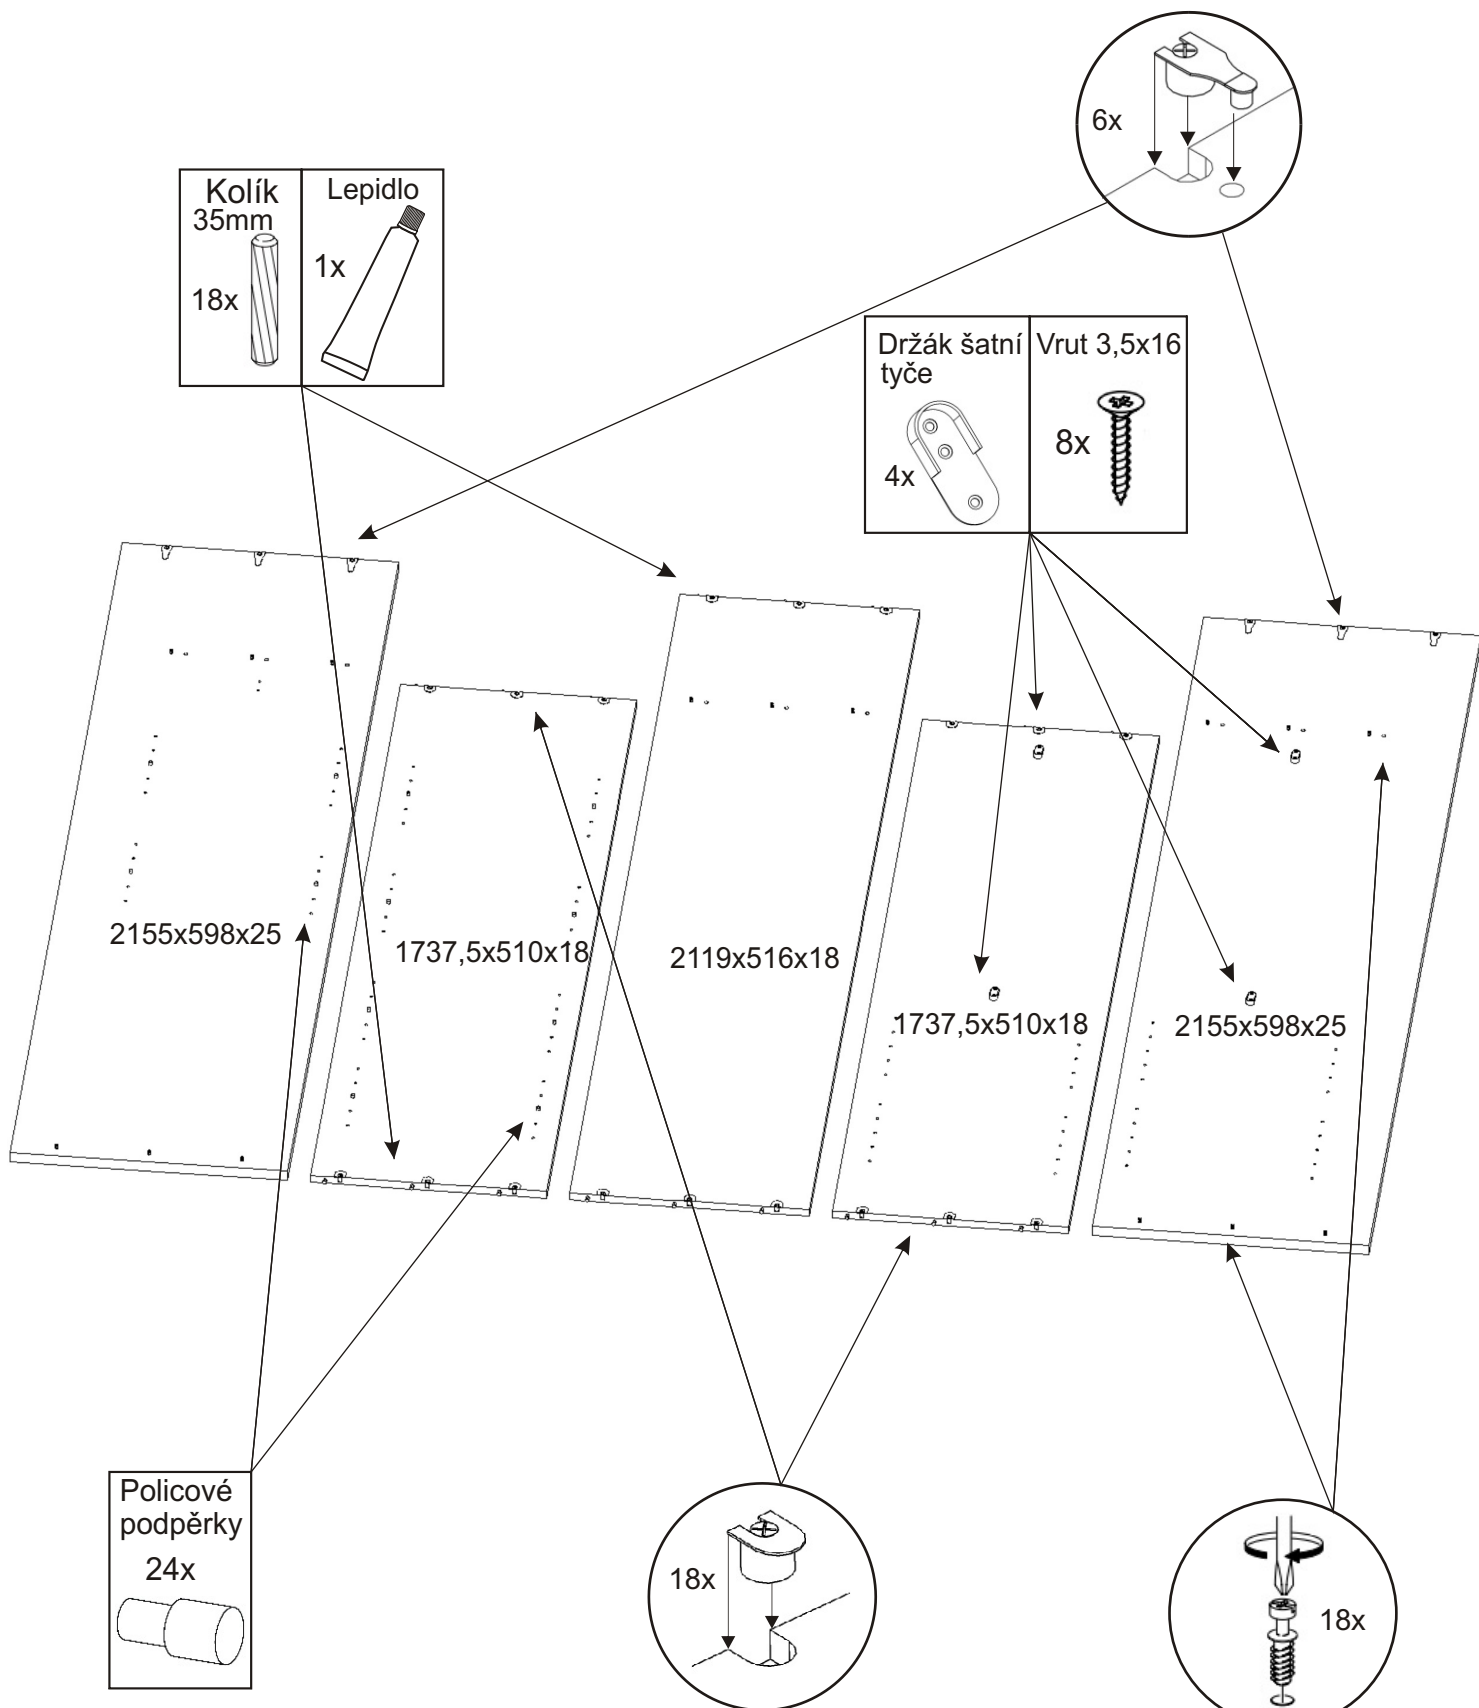 6x
Kolík
35mm
18x
Lepidlo
1x
Držák šatní
tyče
4x
Vrut 3,5x16
8x
2155x598x25
1737,5x510x18
2119x516x18
1737,5x510x18
2155x598x25
Policové
podpěrky
24x
18x
18x